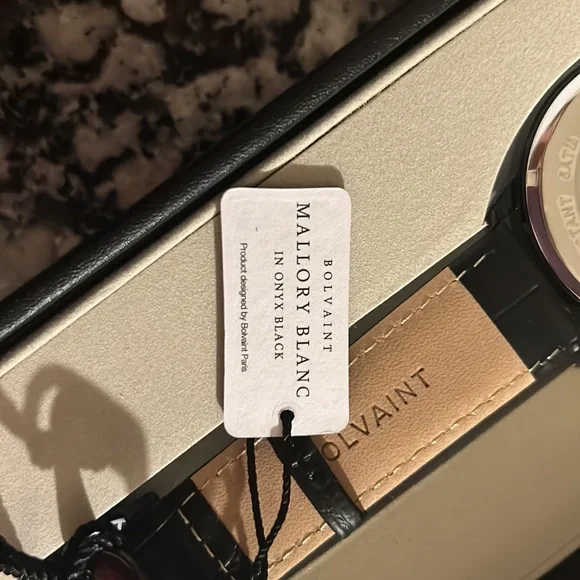 BOLVAINT
MALLORY BLANC
IN ONYX BLACK
Product designed by Bolvaint Paris
OLVAINT